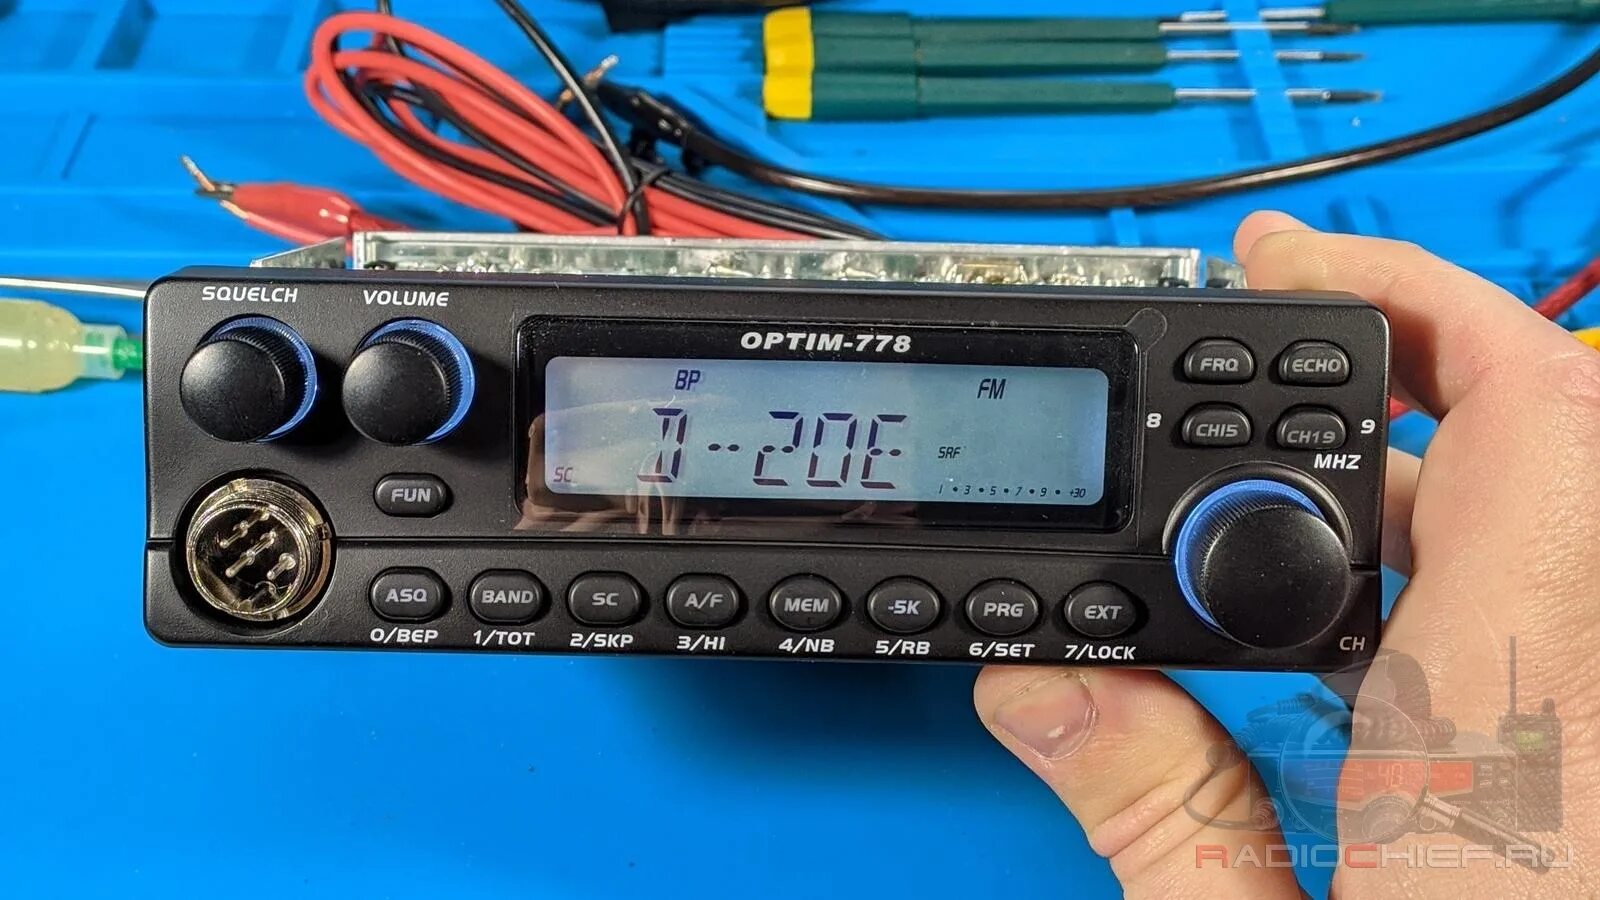 SQUELCH VOLUME
OPTIM-778
BP FM
D--20E
SC SRF
1 • 3 • 5 • 7 • 9 • +30
FRQ ECHO
8 CH15 CH19 9
MHZ
FUN
ASQ BAND SC A/F MEM -5K PRG EXT
0/BEP 1/TOT 2/SKP 3/HI 4/NB 5/RB 6/SET 7/LOCK
CH
RADIOCHIEF.RU